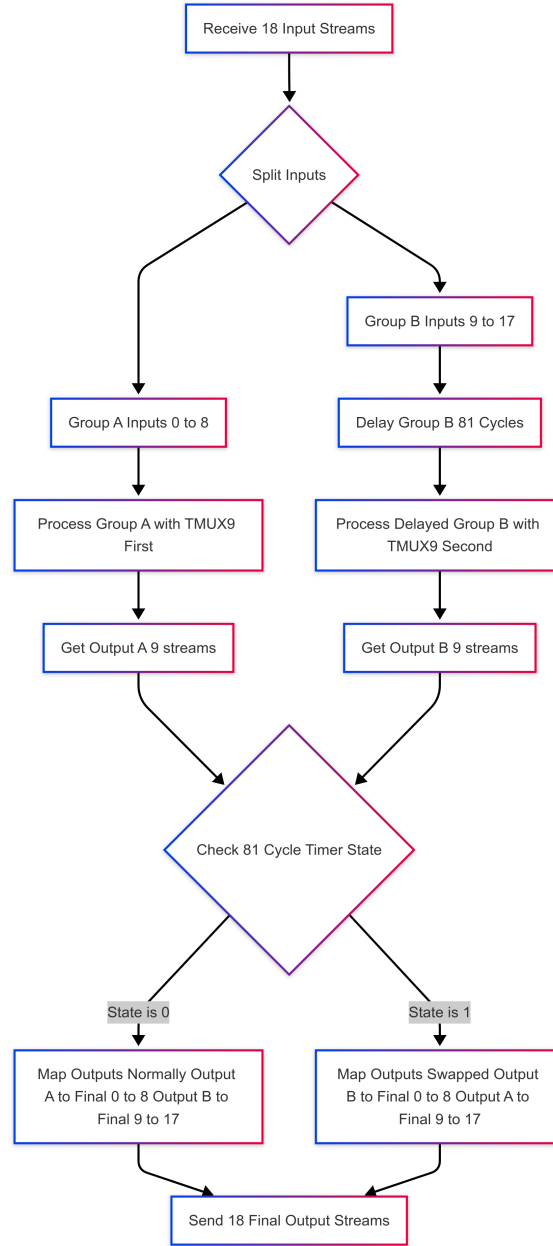 Receive 18 Input Streams
Split Inputs
Group B Inputs 9 to 17
Group A Inputs 0 to 8
Delay Group B 81 Cycles
Process Group A with TMUX9
First
Process Delayed Group B with
TMUX9 Second
Get Output A 9 streams
Get Output B 9 streams
Check 81 Cycle Timer State
State is 0
State is 1
Map Outputs Normally Output
A to Final 0 to 8 Output B to
Final 9 to 17
Map Outputs Swapped Output
B to Final 0 to 8 Output A to
Final 9 to 17
Send 18 Final Output Streams